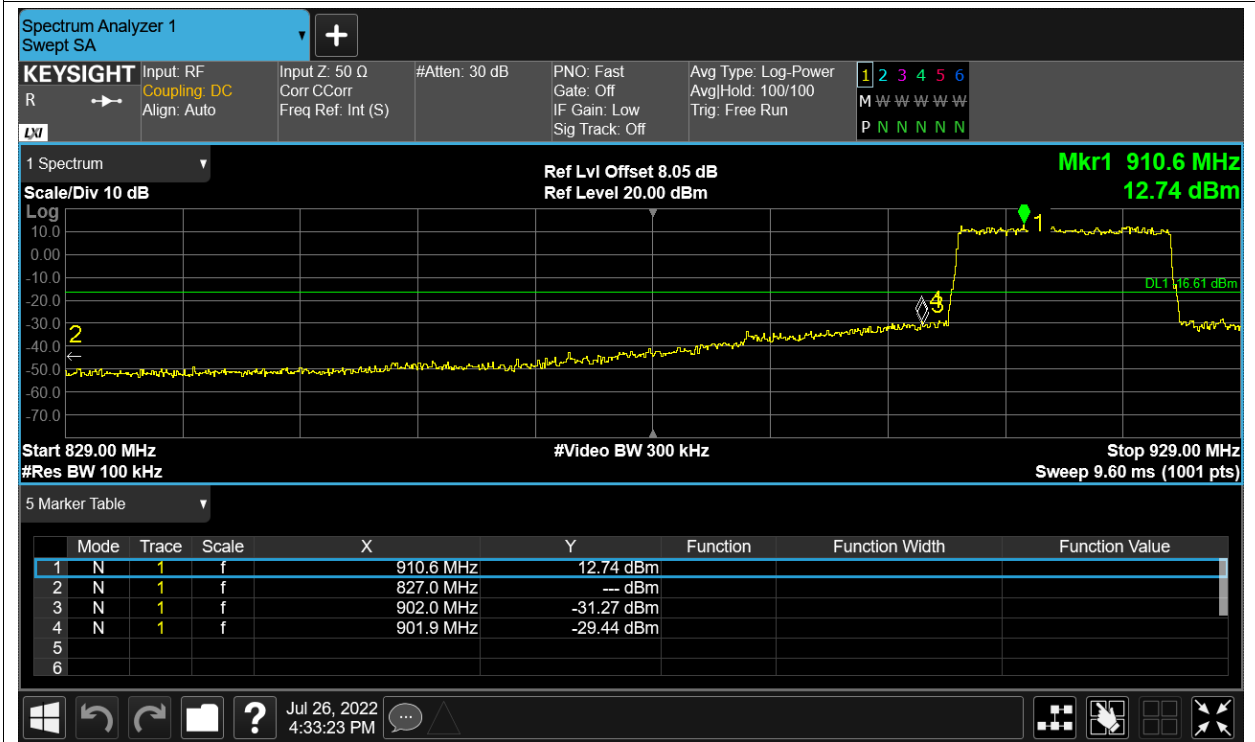 Spectrum Analyzer 1
Swept SA
KEYSIGHT
R
LXI
Input: RF
Coupling: DC
Align: Auto
Input Z: 50 Ω
Corr CCorr
Freq Ref: Int (S)
#Atten: 30 dB
PNO: Fast
Gate: Off
IF Gain: Low
Sig Track: Off
Avg Type: Log-Power
Avg|Hold: 100/100
Trig: Free Run
1 2 3 4 5 6
M W W W W W
P N N N N N
1 Spectrum
Scale/Div 10 dB
Ref Lvl Offset 8.05 dB
Ref Level 20.00 dBm
Mkr1 910.6 MHz
12.74 dBm
Log
10.0
0.00
-10.0
-20.0
-30.0
-40.0
-50.0
-60.0
-70.0
1
DL1 -16.61 dBm
2
Start 829.00 MHz
#Video BW 300 kHz
Stop 929.00 MHz
#Res BW 100 kHz
Sweep 9.60 ms (1001 pts)
5 Marker Table
Mode Trace Scale X Y Function Function Width Function Value
1 N 1 f 910.6 MHz 12.74 dBm
2 N 1 f 827.0 MHz --- dBm
3 N 1 f 902.0 MHz -31.27 dBm
4 N 1 f 901.9 MHz -29.44 dBm
5
6
?
Jul 26, 2022
4:33:23 PM